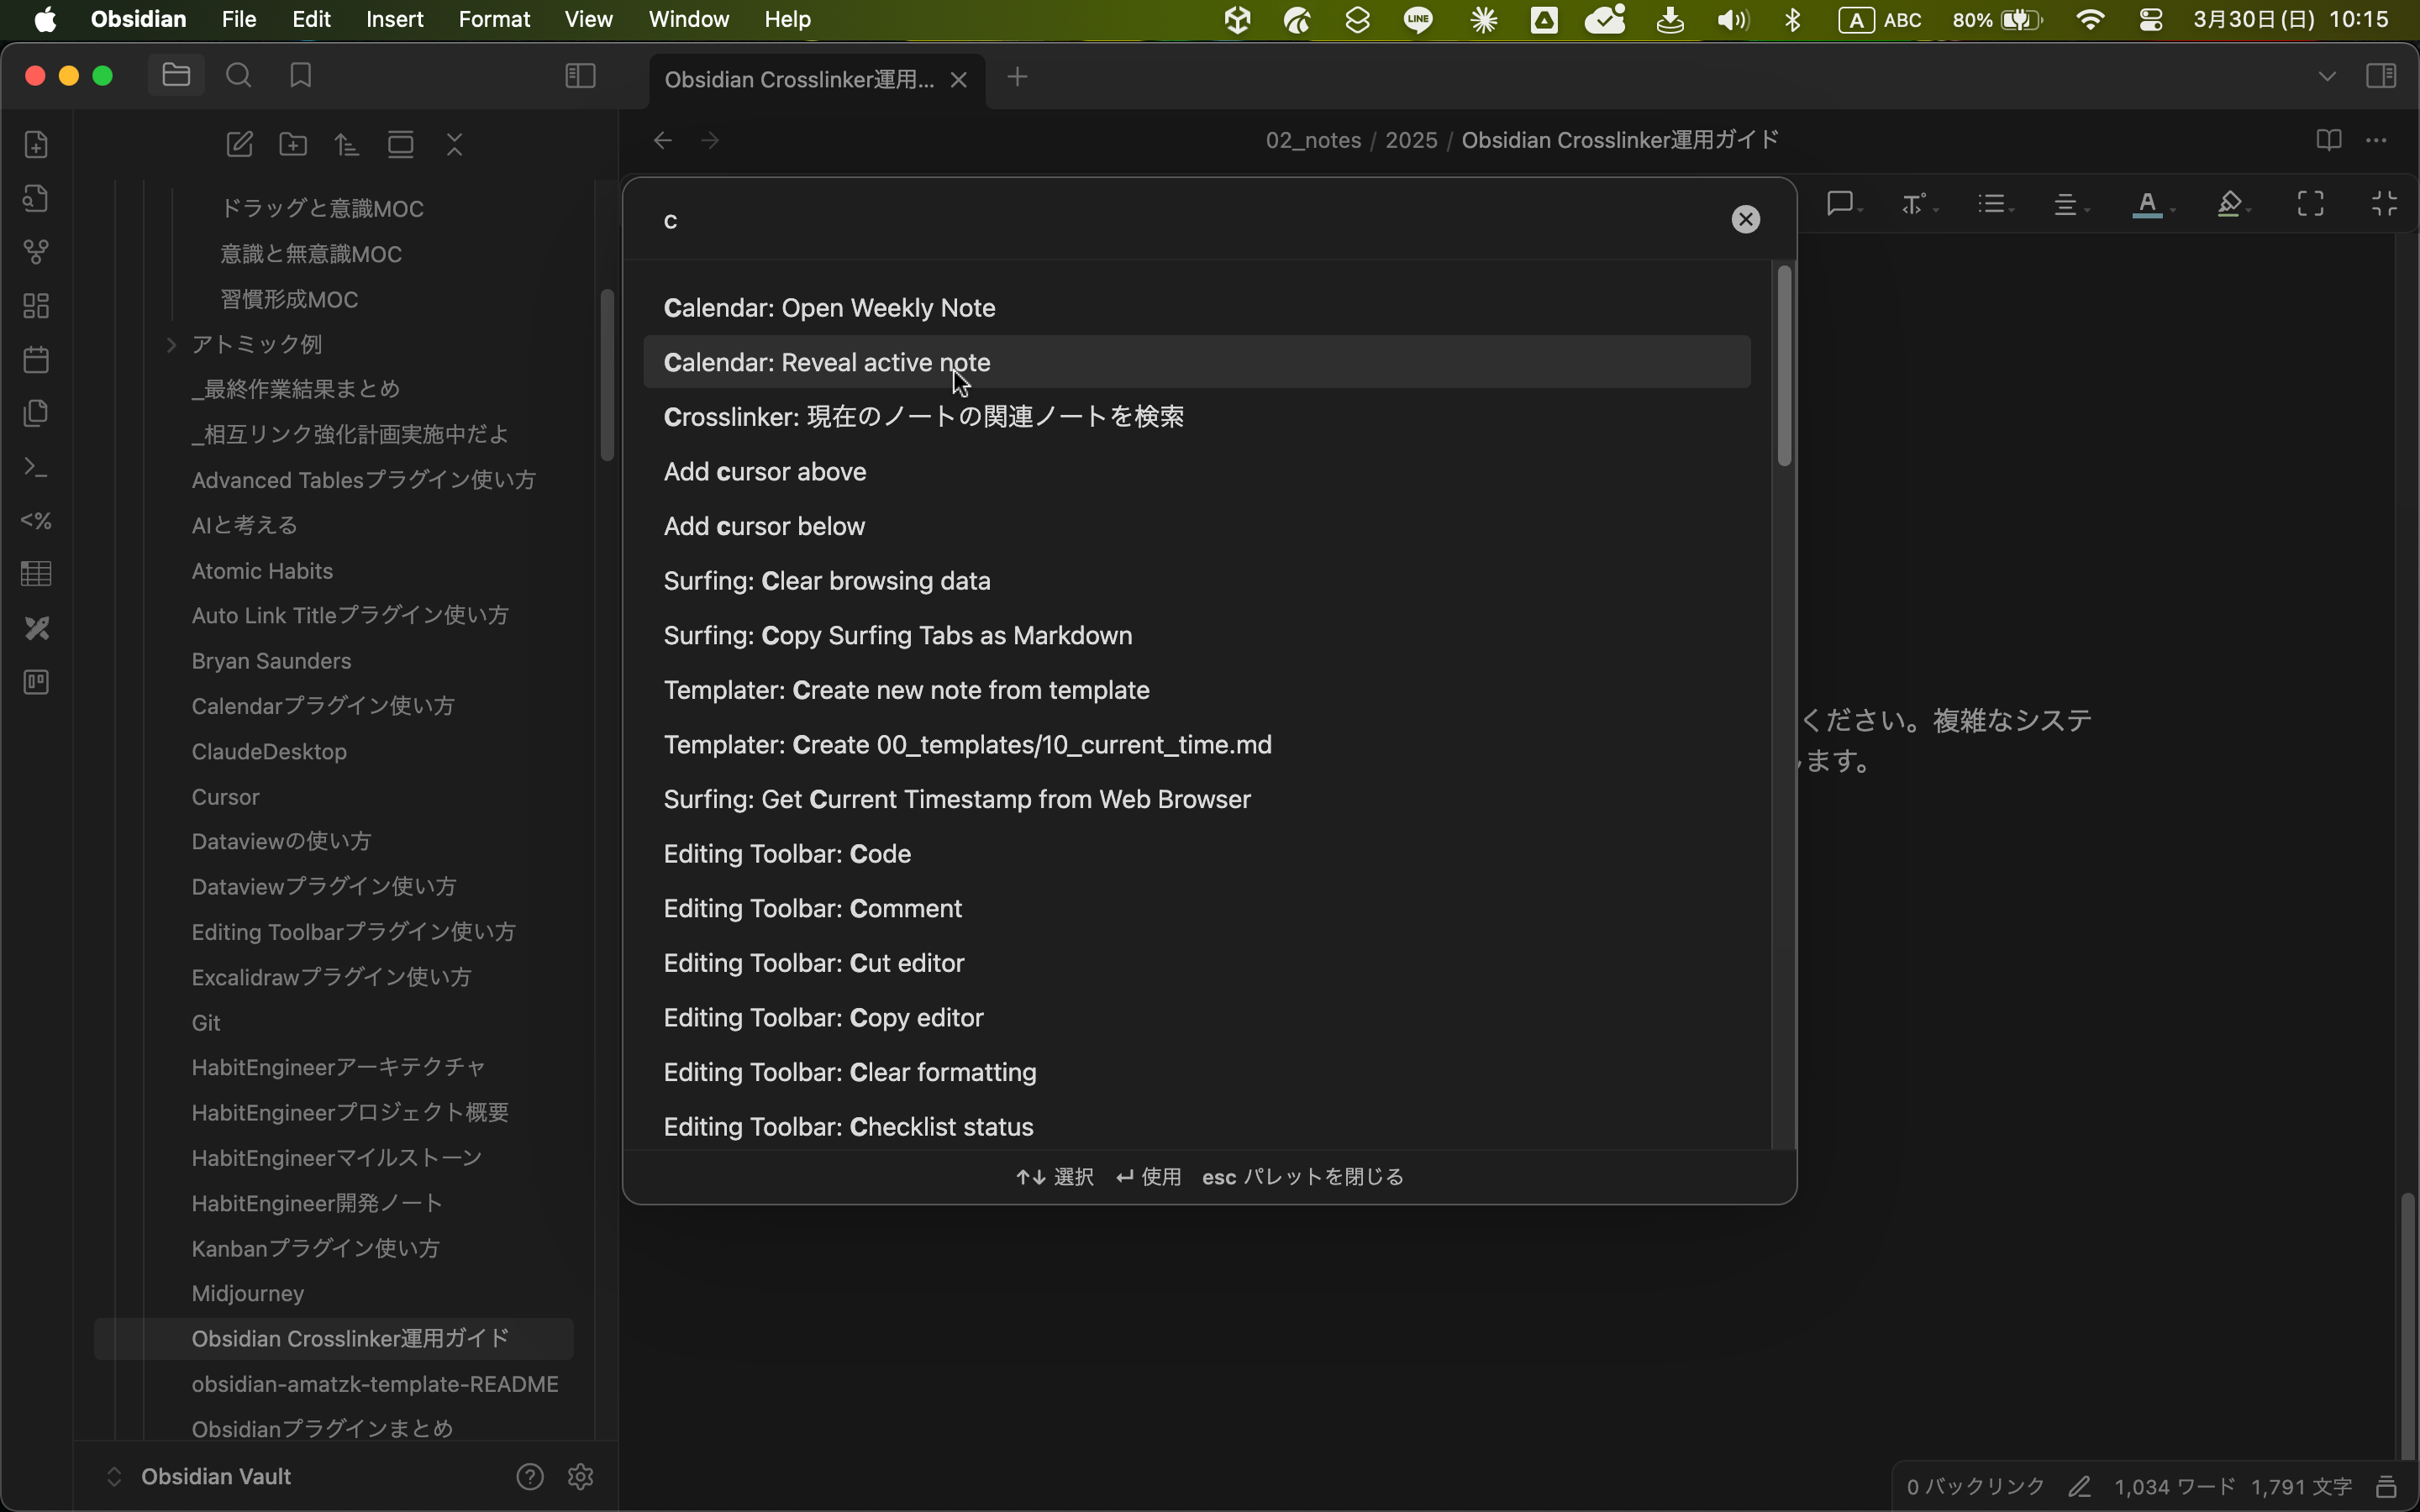 Obsidian File Edit Insert Format View Window Help LINE A ABC 80% 3月30日(日) 10:15
Obsidian Crosslinker運用...
02_notes / 2025 / Obsidian Crosslinker運用ガイド
ドラッグと意識MOC
意識と無意識MOC
習慣形成MOC
アトミック例
_最終作業結果まとめ
_相互リンク強化計画実施中だよ
Advanced Tablesプラグイン使い方
AIと考える
Atomic Habits
Auto Link Titleプラグイン使い方
Bryan Saunders
Calendarプラグイン使い方
ClaudeDesktop
Cursor
Dataviewの使い方
Dataviewプラグイン使い方
Editing Toolbarプラグイン使い方
Excalidrawプラグイン使い方
Git
HabitEngineerアーキテクチャ
HabitEngineerプロジェクト概要
HabitEngineerマイルストーン
HabitEngineer開発ノート
Kanbanプラグイン使い方
Midjourney
Obsidian Crosslinker運用ガイド
obsidian-amatzk-template-README
Obsidianプラグインまとめ
Obsidian Vault
c
Calendar: Open Weekly Note
Calendar: Reveal active note
Crosslinker: 現在のノートの関連ノートを検索
Add cursor above
Add cursor below
Surfing: Clear browsing data
Surfing: Copy Surfing Tabs as Markdown
Templater: Create new note from template
Templater: Create 00_templates/10_current_time.md
Surfing: Get Current Timestamp from Web Browser
Editing Toolbar: Code
Editing Toolbar: Comment
Editing Toolbar: Cut editor
Editing Toolbar: Copy editor
Editing Toolbar: Clear formatting
Editing Toolbar: Checklist status
↑↓ 選択 ↵ 使用 esc パレットを閉じる
ください。複雑なシステ
ます。
0 バックリンク 1,034 ワード 1,791 文字